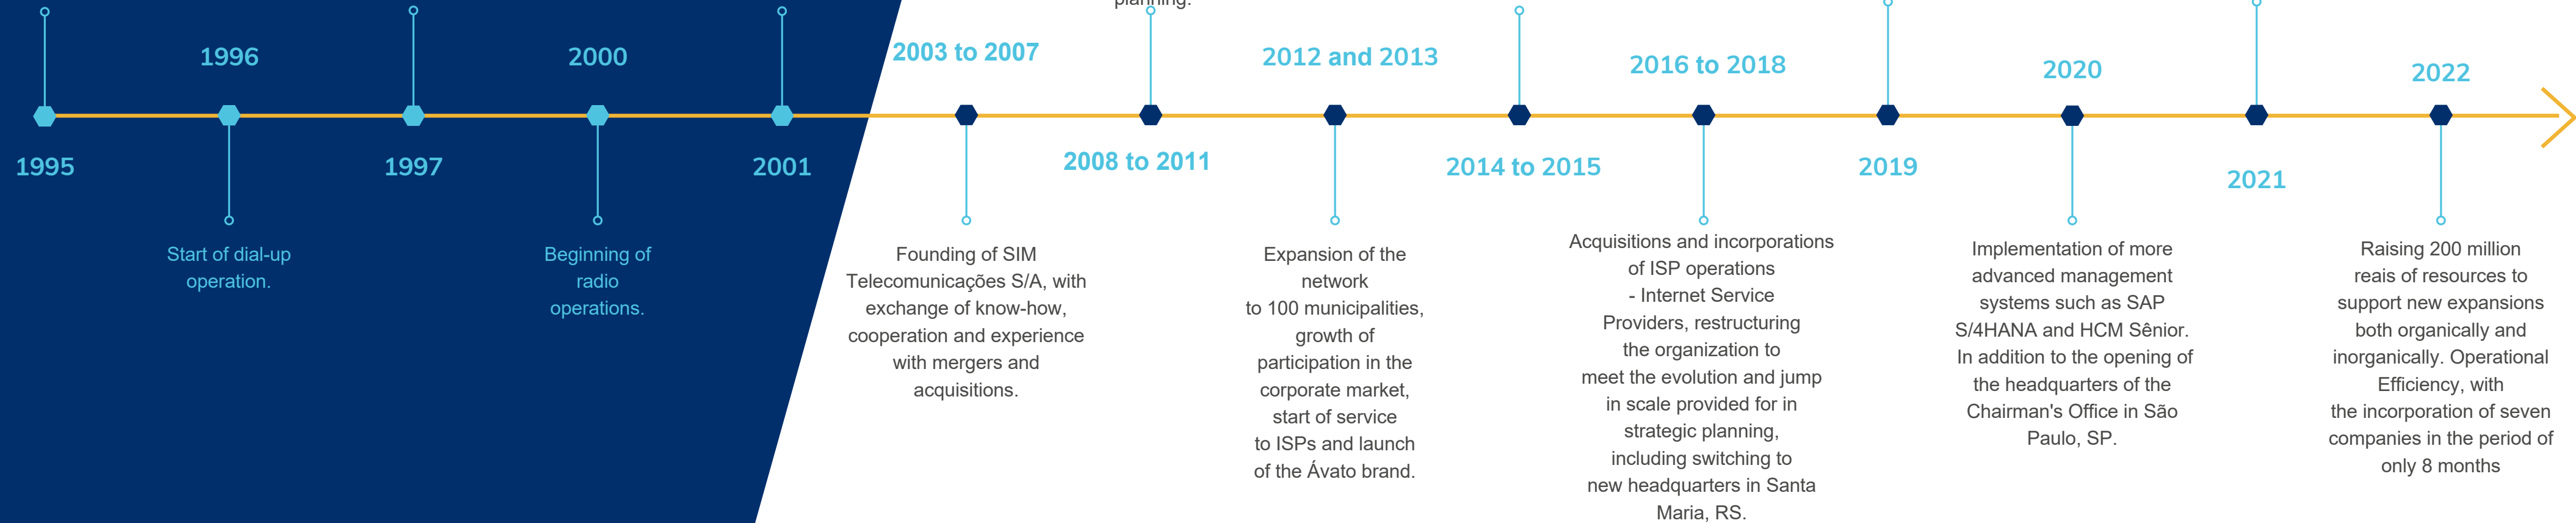 planning.
1996
2000
2003 to 2007
2012 and 2013
2016 to 2018
2020
2022
1995
1997
2001
2008 to 2011
2014 to 2015
2019
2021
Start of dial-up
operation.
Beginning of
radio
operations.
Founding of SIM
Telecomunicações S/A, with
exchange of know-how,
cooperation and experience
with mergers and
acquisitions.
Expansion of the
network
to 100 municipalities,
growth of
participation in the
corporate market,
start of service
to ISPs and launch
of the Ávato brand.
Acquisitions and incorporations
of ISP operations
- Internet Service
Providers, restructuring
the organization to
meet the evolution and jump
in scale provided for in
strategic planning,
including switching to
new headquarters in Santa
Maria, RS.
Implementation of more
advanced management
systems such as SAP
S/4HANA and HCM Sênior.
In addition to the opening of
the headquarters of the
Chairman's Office in São
Paulo, SP.
Raising 200 million
reais of resources to
support new expansions
both organically and
inorganically. Operational
Efficiency, with
the incorporation of seven
companies in the period of
only 8 months